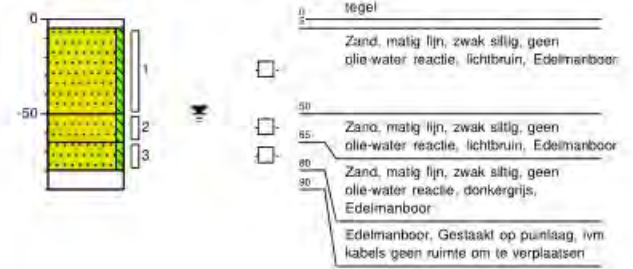 0
tegel
0
5
Zand, matig fijn, zwak siltig, geen
olie-water reactie, lichtbruin, Edelmanboor
1
-50
50
2
Zand, matig fijn, zwak siltig, geen
olie-water reactie, lichtbruin, Edelmanboor
65
3
80
Zand, matig fijn, zwak siltig, geen
olie-water reactie, donkergrijs,
Edelmanboor
90
Edelmanboor, Gestaakt op puinlaag, ivm
kabels geen ruimte om te verplaatsen